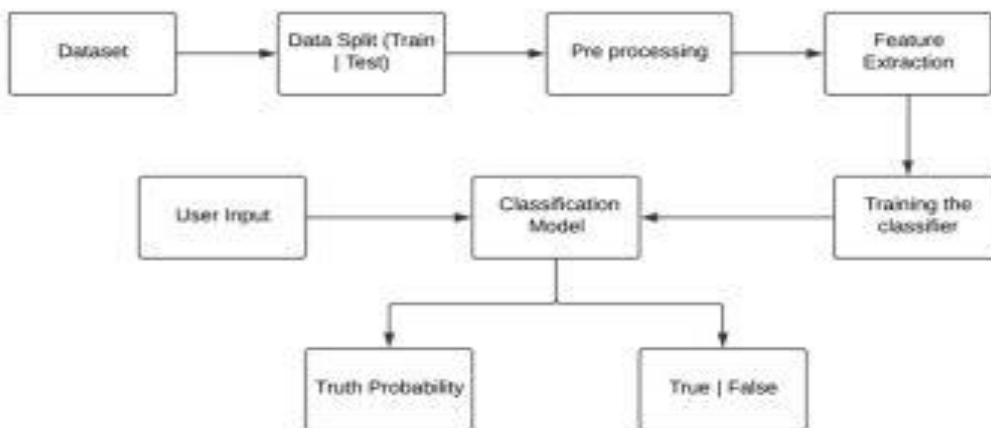 Dataset
Data Split (Train
| Test)
Pre processing
Feature
Extraction
User Input
Classification
Model
Training the
classifier
Truth Probability
True | False